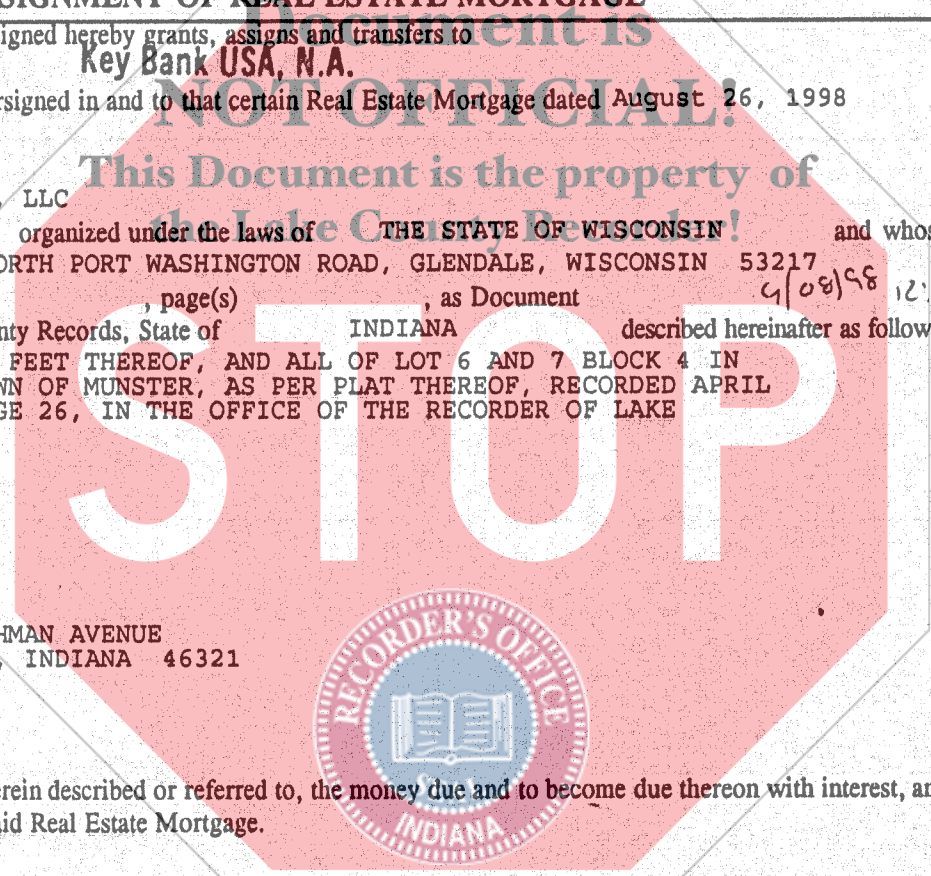 SIGNMENT OF REAL ESTATE MORTGAGE
Document is
igned hereby grants, assigns and transfers to
Key Bank USA, N.A.
NOT OFFICIAL!
rsigned in and to that certain Real Estate Mortgage dated August 26, 1998
This Document is the property of
, LLC
the Lake County Recorder!
organized under the laws of THE STATE OF WISCONSIN and whos
ORTH PORT WASHINGTON ROAD, GLENDALE, WISCONSIN 53217
, page(s) , as Document 9/08/98
nty Records, State of INDIANA described hereinafter as follow
FEET THEREOF, AND ALL OF LOT 6 AND 7 BLOCK 4 IN
WN OF MUNSTER, AS PER PLAT THEREOF, RECORDED APRIL
GE 26, IN THE OFFICE OF THE RECORDER OF LAKE
STOP
HMAN AVENUE
, INDIANA 46321
RECORDER'S OFFICE
Seal
INDIANA
erein described or referred to, the money due and to become due thereon with interest, an
aid Real Estate Mortgage.